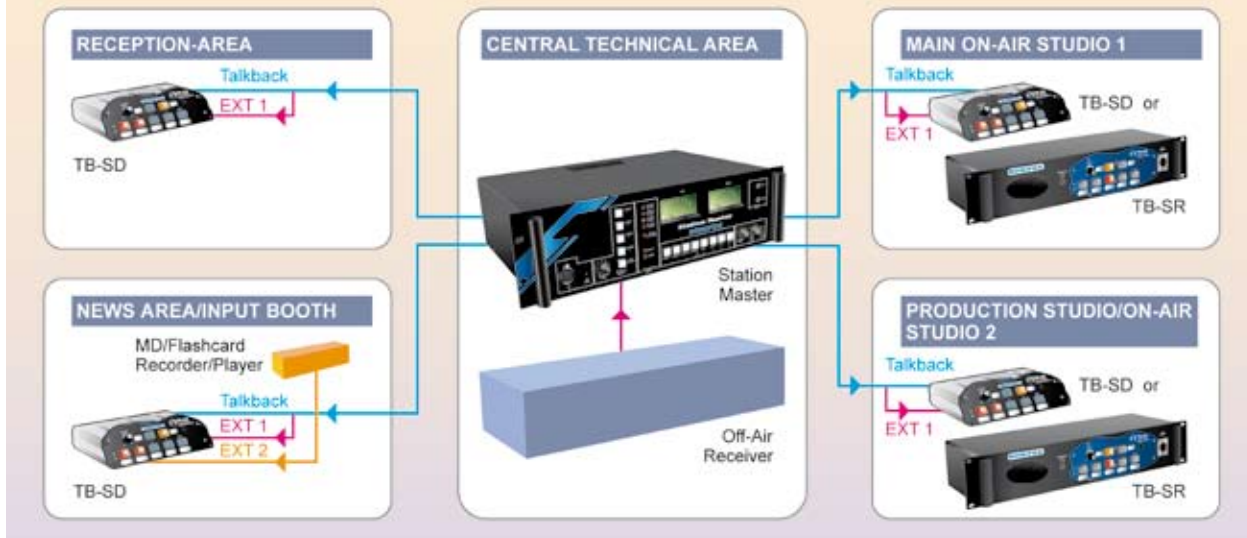 RECEPTION-AREA
Talkback
EXT 1
TB-SD
NEWS AREA/INPUT BOOTH
MD/Flashcard
Recorder/Player
Talkback
EXT 1
EXT 2
TB-SD
CENTRAL TECHNICAL AREA
Station
Master
Off-Air
Receiver
MAIN ON-AIR STUDIO 1
Talkback
EXT 1
TB-SD or
TB-SR
PRODUCTION STUDIO/ON-AIR
STUDIO 2
Talkback
EXT 1
TB-SD or
TB-SR